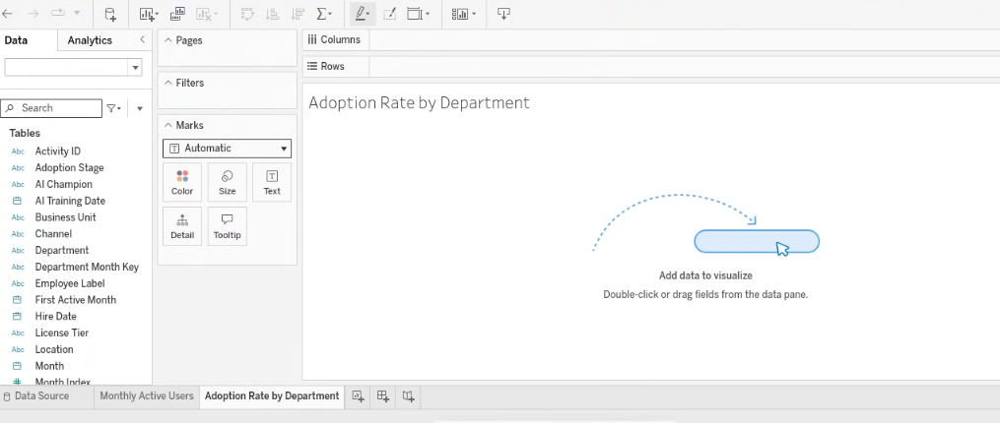 Data
Analytics
Search
Tables
Abc Activity ID
Abc Adoption Stage
Abc AI Champion
AI Training Date
Abc Business Unit
Abc Channel
Abc Department
Abc Department Month Key
Abc Employee Label
First Active Month
Hire Date
Abc License Tier
Abc Location
Month
# Month Index
Pages
Filters
Marks
T Automatic
Color
Size
Text
Detail
Tooltip
Columns
Rows
Adoption Rate by Department
Add data to visualize
Double-click or drag fields from the data pane.
Data Source
Monthly Active Users
Adoption Rate by Department